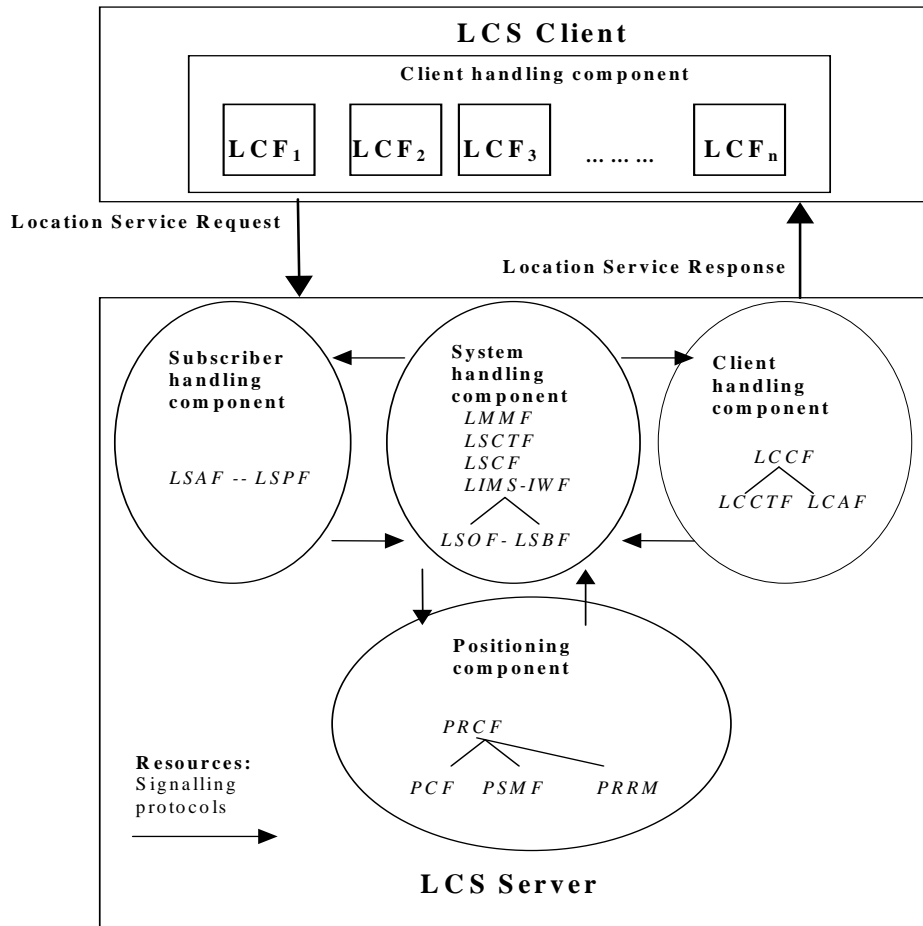 LCS Client
Client handling component
LCF1 LCF2 LCF3 ... ... ... LCFn
Location Service Request
Location Service Response
Subscriber
handling
component
LSAF -- LSPF
System
handling
component
LMMF
LSCTF
LSCF
LIMS-IWF
LSOF- LSBF
Client
handling
component
LCCF
LCCTF LCAF
Positioning
component
PRCF
PCF PSMF PRRM
Resources:
Signalling
protocols
LCS Server